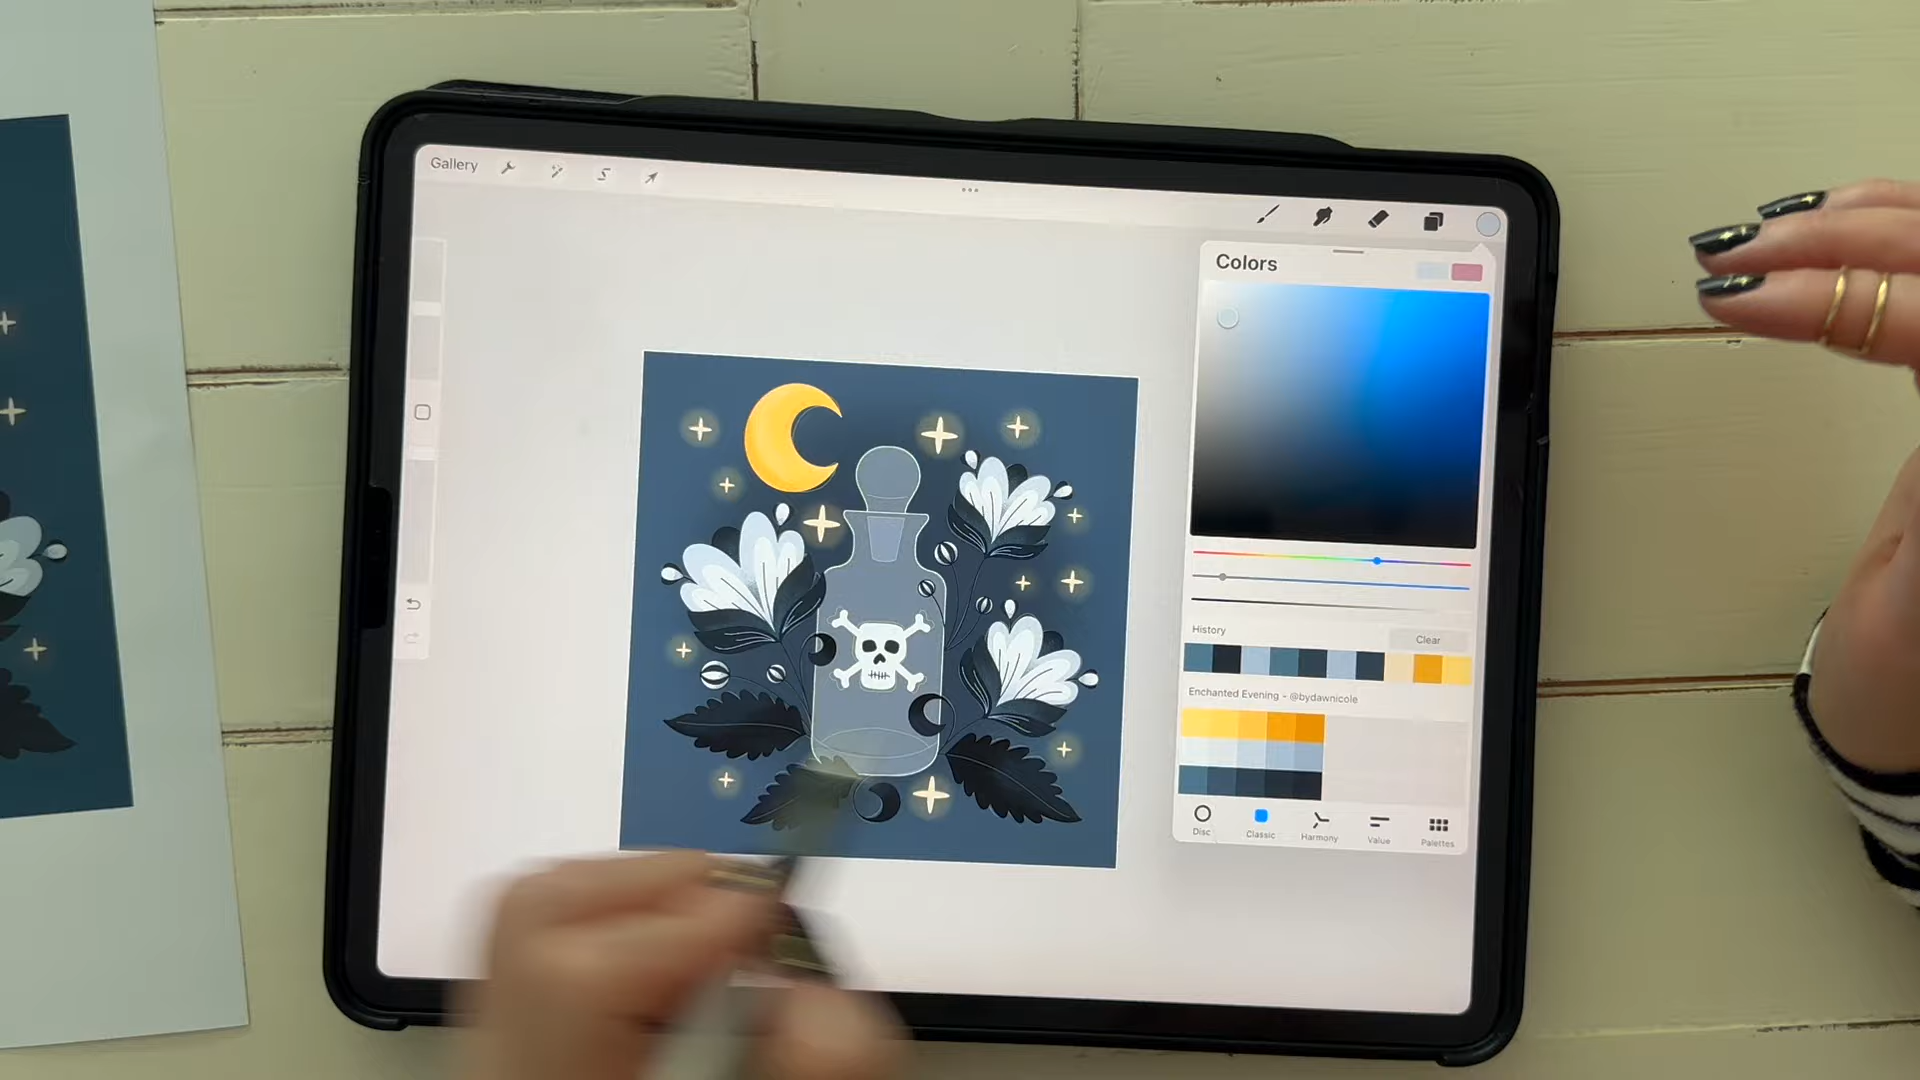 Gallery
Colors
History
Clear
Enchanted Evening - @bydawnicole
Disc
Classic
Harmony
Value
Palettes